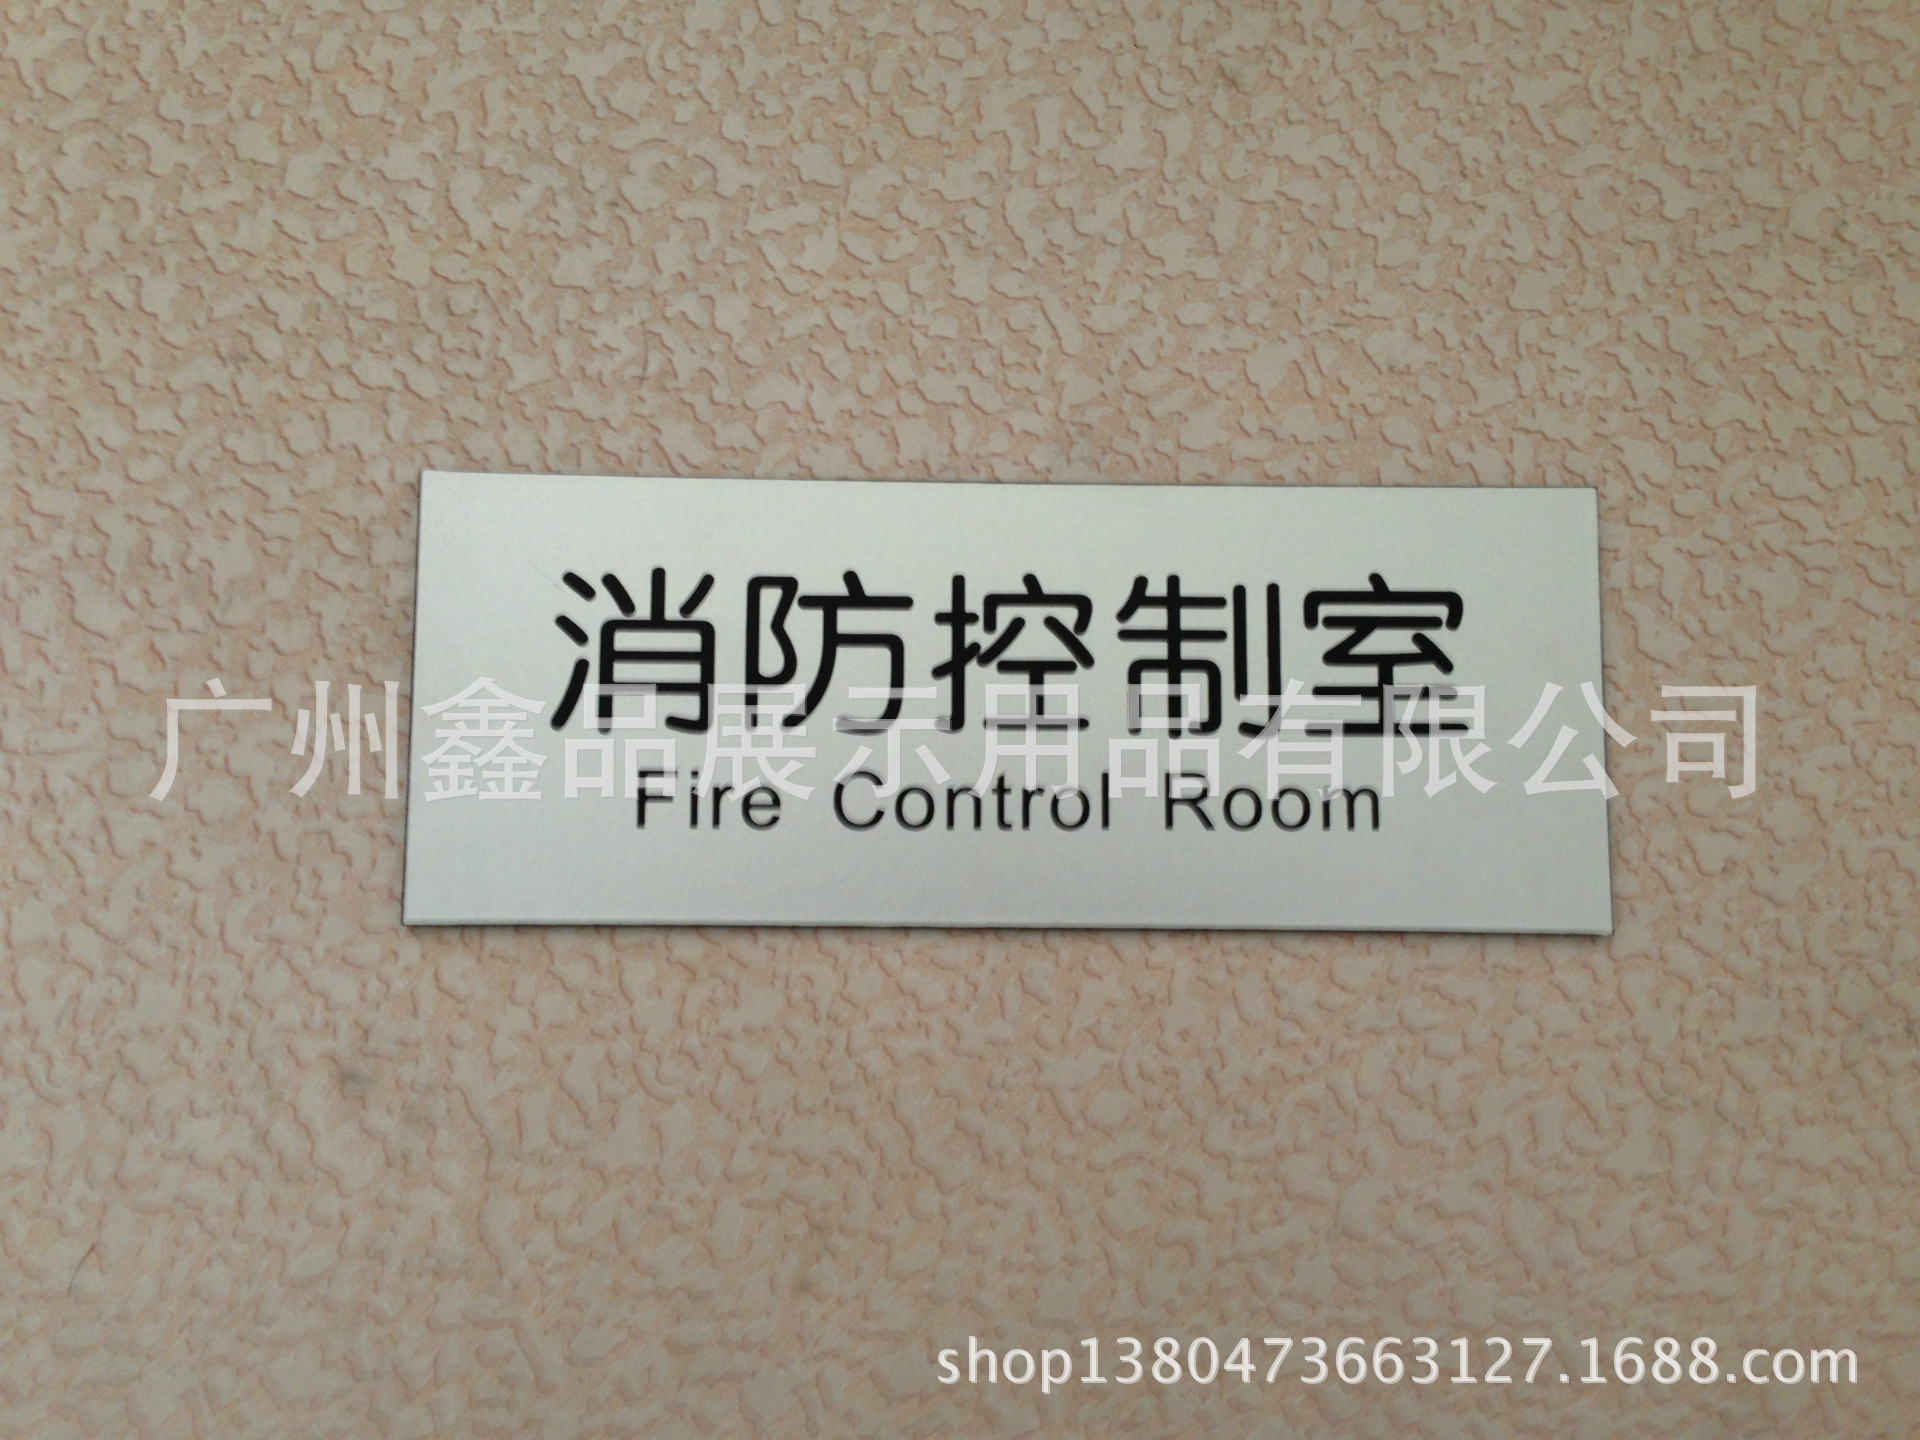 消防控制室
广州鑫品展示用品有限公司
Fire Control Room
shop1380473663127.1688.com